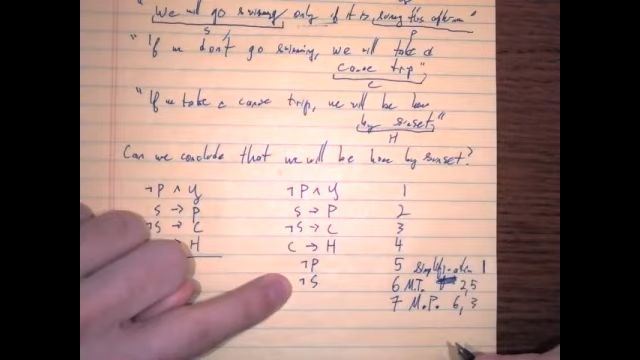 "We will go swimming only if it is sunny this afternoon"
S P
"If we don't go swimming, we will take a
canoe trip"
C
"If we take a canoe trip, we will be home
by sunset"
H
Can we conclude that we will be home by sunset?
¬P ∧ Y ¬P ∧ Y 1
S → P S → P 2
¬S → C ¬S → C 3
→ H C → H 4
¬P 5 Simplification 1
¬S 6 M.T. 2,5
7 M.P. 6,3